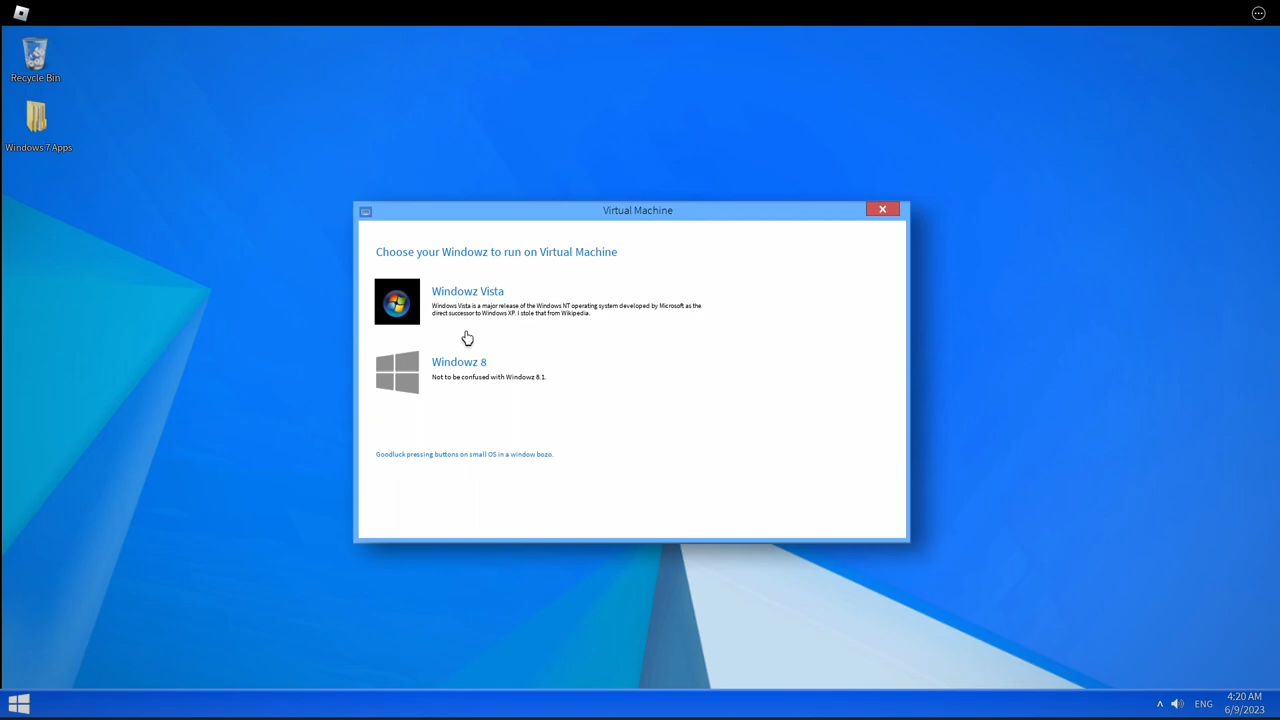 Recycle Bin
Windows 7 Apps
Virtual Machine
Choose your Windowz to run on Virtual Machine
Windowz Vista
Windows Vista is a major release of the Windows NT operating system developed by Microsoft as the
direct successor to Windows XP. I stole that from Wikipedia.
Windowz 8
Not to be confused with Windowz 8.1.
Goodluck pressing buttons on small OS in a window bozo.
ENG
4:20 AM
6/9/2023